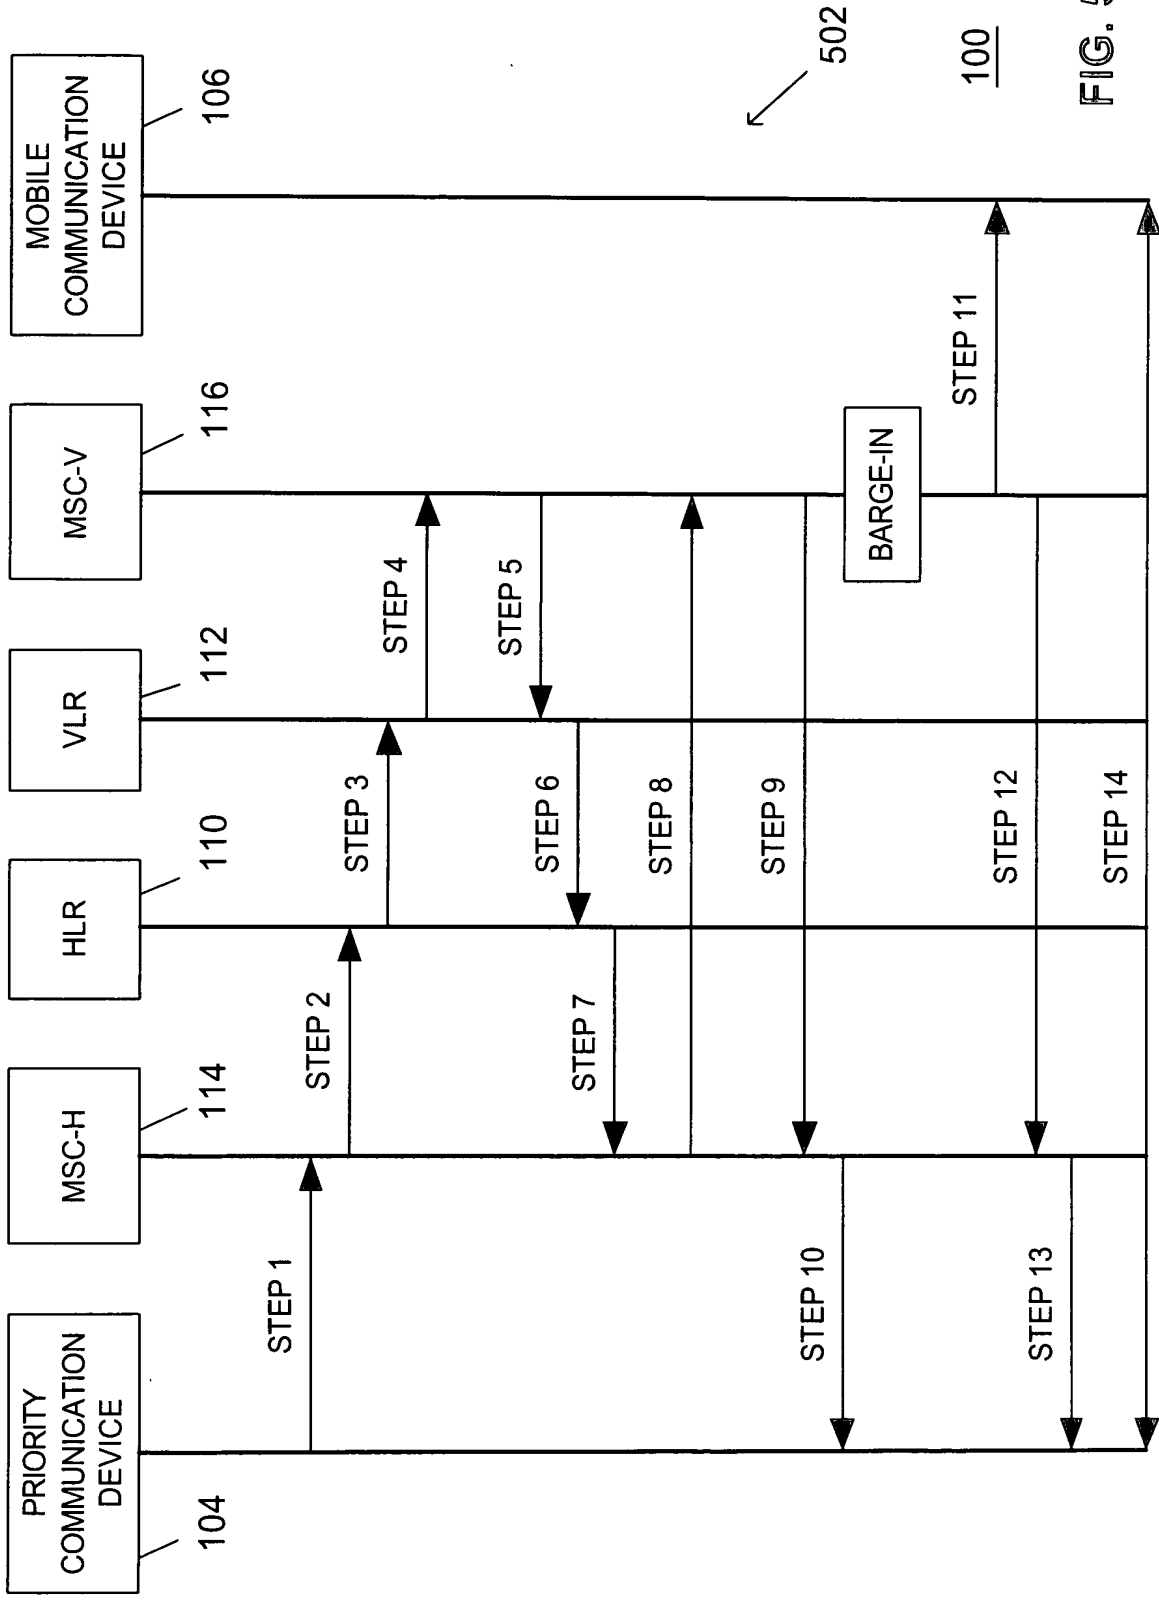 PRIORITY
COMMUNICATION
DEVICE
104
MSC-H
114
HLR
110
VLR
112
MSC-V
116
MOBILE
COMMUNICATION
DEVICE
106
STEP 1
STEP 2
STEP 3
STEP 4
STEP 5
STEP 6
STEP 7
STEP 8
STEP 9
BARGE-IN
STEP 10
STEP 11
STEP 12
STEP 13
STEP 14
502
100
FIG. 5